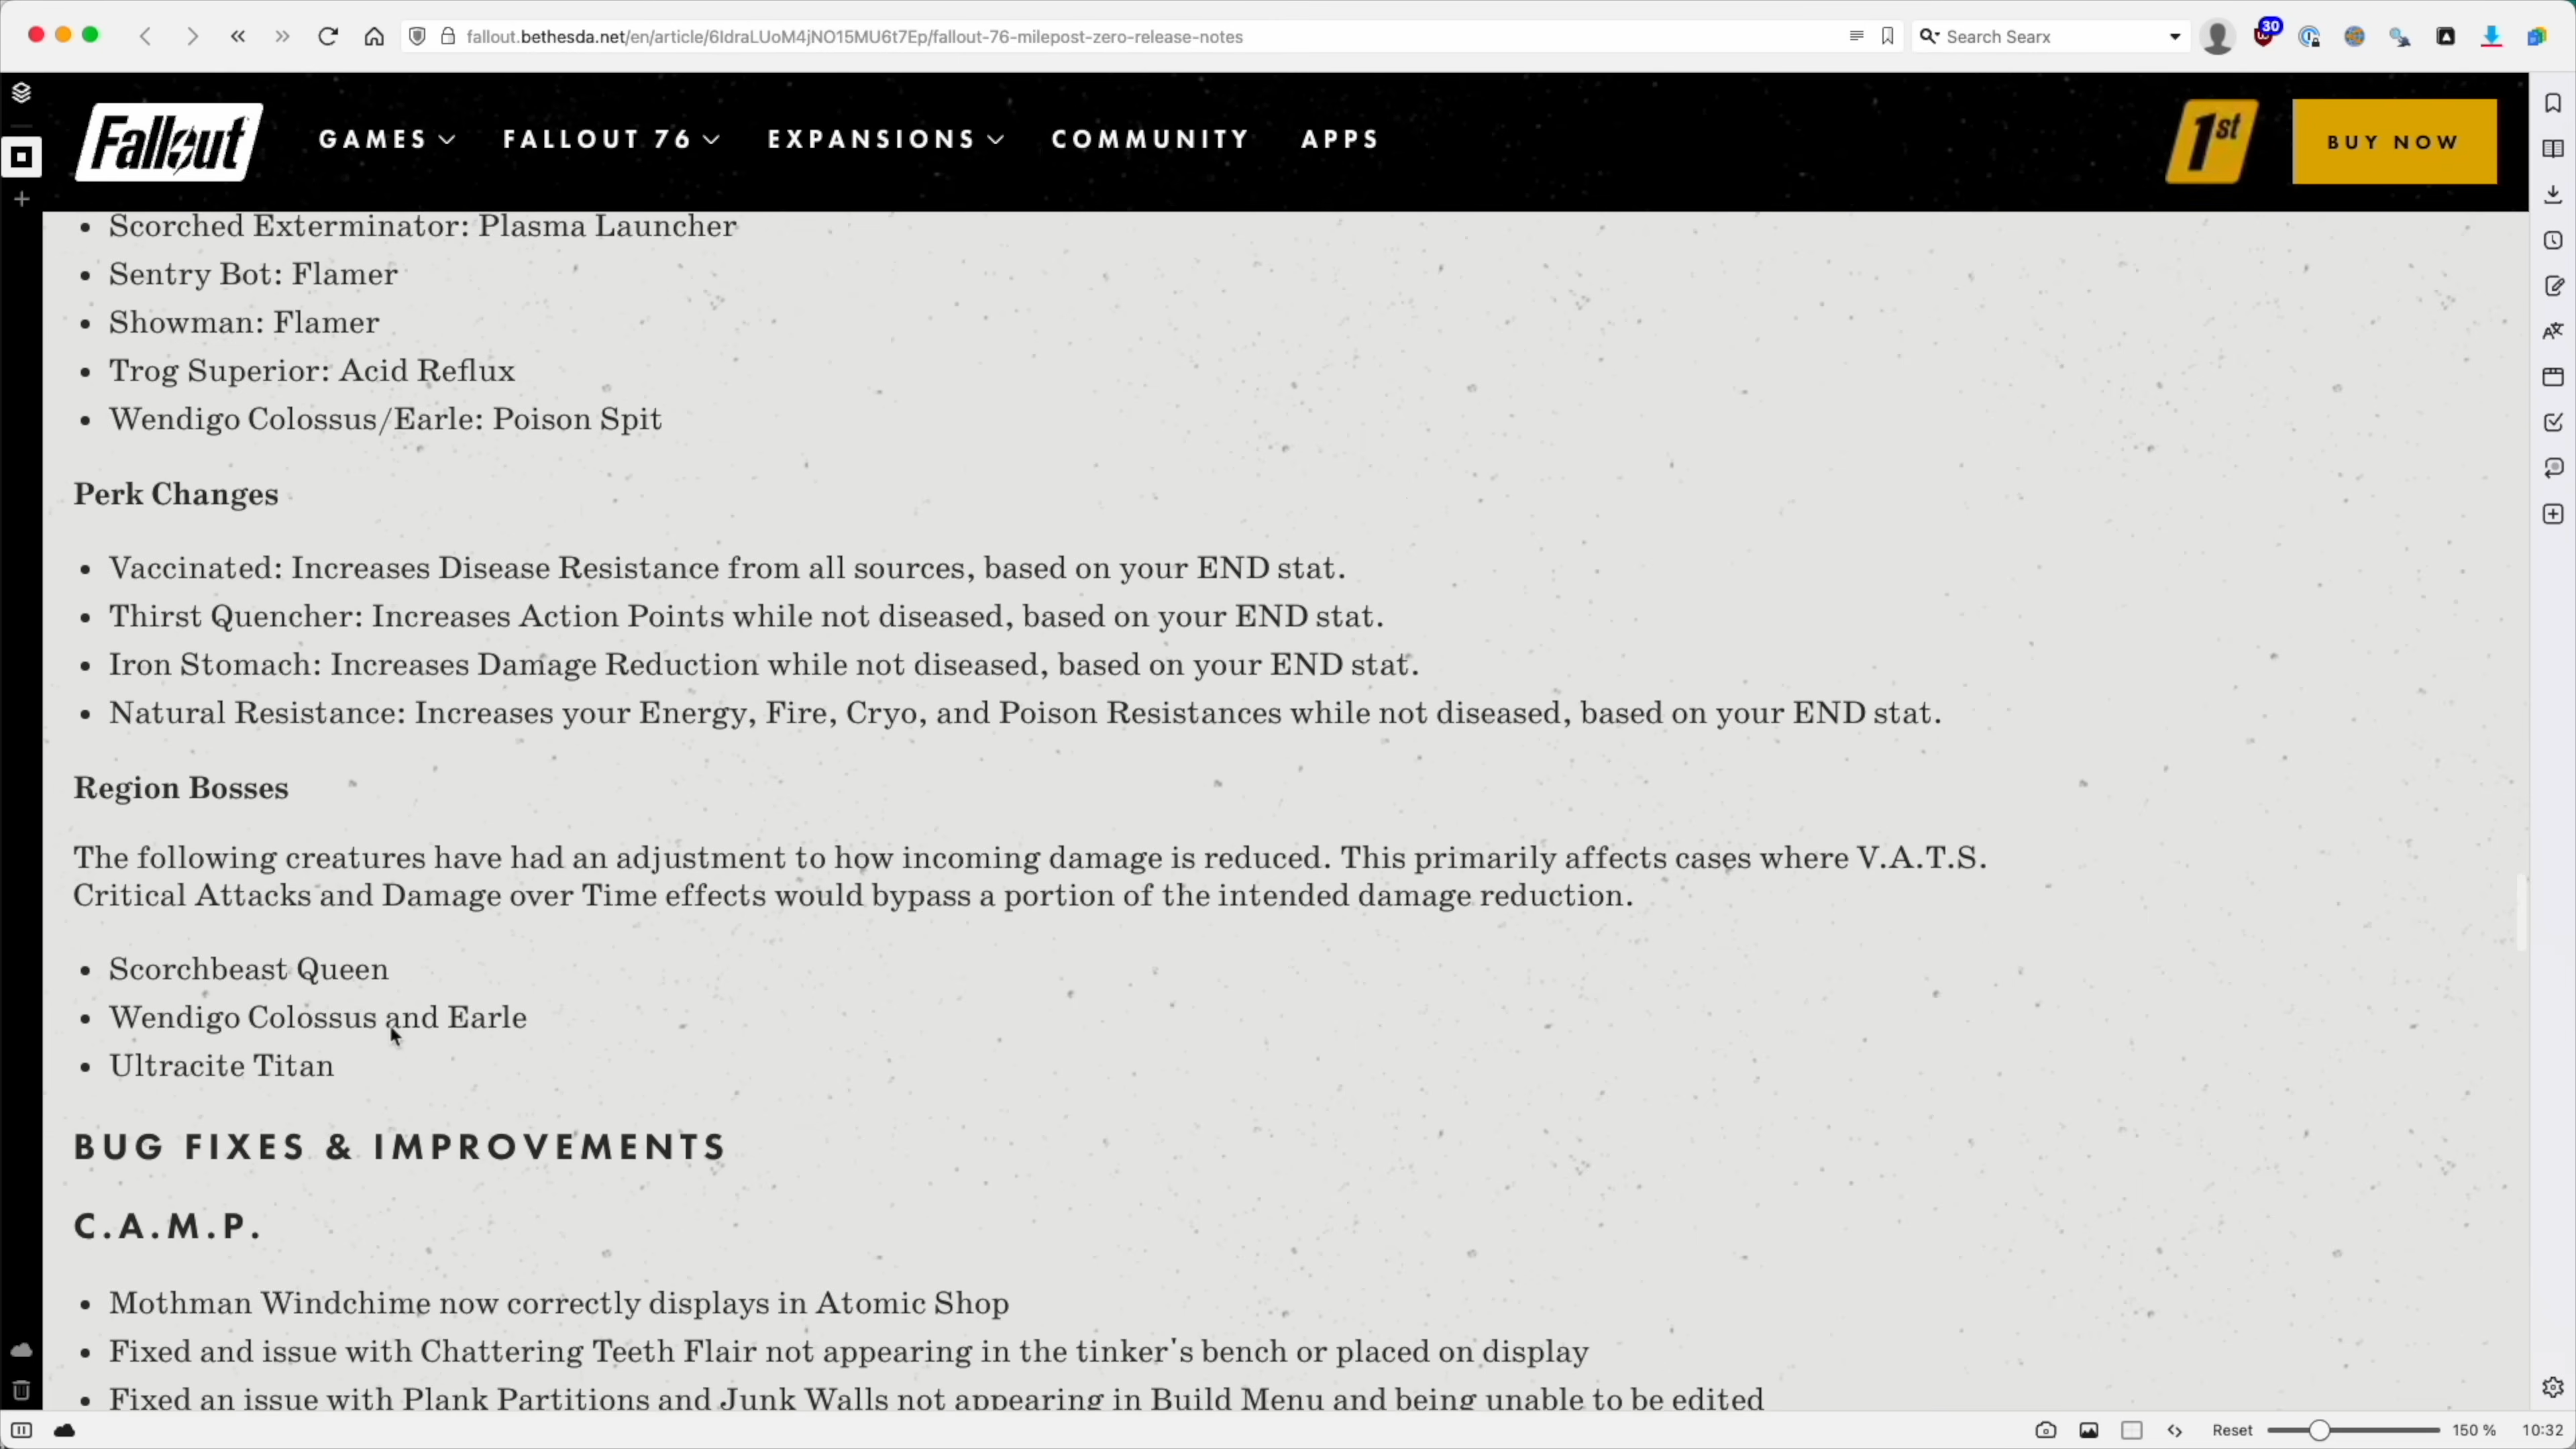 fallout.bethesda.net/en/article/6IdraLUoM4jNO15MU6t7Ep/fallout-76-milepost-zero-release-notes
Search Searx
30
Fallout
GAMES
FALLOUT 76
EXPANSIONS
COMMUNITY
APPS
1st
BUY NOW
• Scorched Exterminator: Plasma Launcher
• Sentry Bot: Flamer
• Showman: Flamer
• Trog Superior: Acid Reflux
• Wendigo Colossus/Earle: Poison Spit
Perk Changes
• Vaccinated: Increases Disease Resistance from all sources, based on your END stat.
• Thirst Quencher: Increases Action Points while not diseased, based on your END stat.
• Iron Stomach: Increases Damage Reduction while not diseased, based on your END stat.
• Natural Resistance: Increases your Energy, Fire, Cryo, and Poison Resistances while not diseased, based on your END stat.
Region Bosses
The following creatures have had an adjustment to how incoming damage is reduced. This primarily affects cases where V.A.T.S.
Critical Attacks and Damage over Time effects would bypass a portion of the intended damage reduction.
• Scorchbeast Queen
• Wendigo Colossus and Earle
• Ultracite Titan
BUG FIXES & IMPROVEMENTS
C.A.M.P.
• Mothman Windchime now correctly displays in Atomic Shop
• Fixed and issue with Chattering Teeth Flair not appearing in the tinker's bench or placed on display
• Fixed an issue with Plank Partitions and Junk Walls not appearing in Build Menu and being unable to be edited
Reset
150 %
10:32